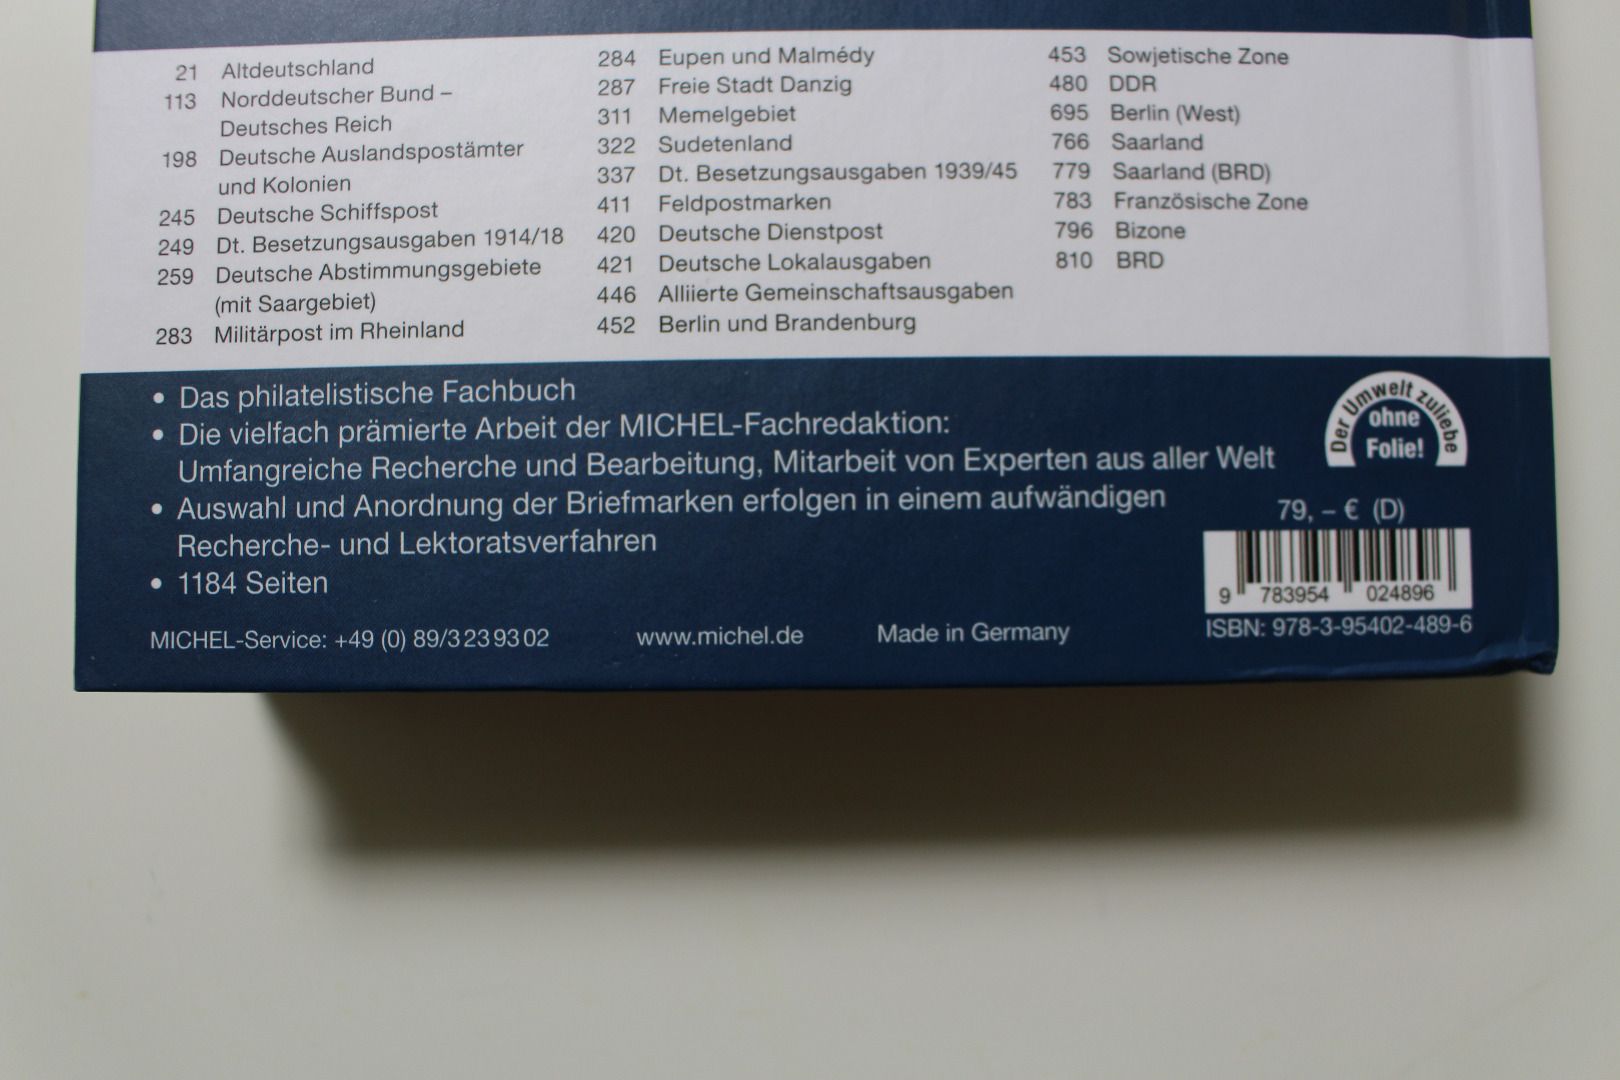 21 Altdeutschland
113 Norddeutscher Bund –
Deutsches Reich
198 Deutsche Auslandspostämter
und Kolonien
245 Deutsche Schiffspost
249 Dt. Besetzungsausgaben 1914/18
259 Deutsche Abstimmungsgebiete
(mit Saargebiet)
283 Militärpost im Rheinland
284 Eupen und Malmédy
287 Freie Stadt Danzig
311 Memelgebiet
322 Sudetenland
337 Dt. Besetzungsausgaben 1939/45
411 Feldpostmarken
420 Deutsche Dienstpost
421 Deutsche Lokalausgaben
446 Alliierte Gemeinschaftsausgaben
452 Berlin und Brandenburg
453 Sowjetische Zone
480 DDR
695 Berlin (West)
766 Saarland
779 Saarland (BRD)
783 Französische Zone
796 Bizone
810 BRD
• Das philatelistische Fachbuch
• Die vielfach prämierte Arbeit der MICHEL-Fachredaktion:
Umfangreiche Recherche und Bearbeitung, Mitarbeit von Experten aus aller Welt
• Auswahl und Anordnung der Briefmarken erfolgen in einem aufwändigen
Recherche- und Lektoratsverfahren
• 1184 Seiten
Der Umwelt zuliebe
ohne
Folie!
79, – € (D)
9 783954 024896
ISBN: 978-3-95402-489-6
MICHEL-Service: +49 (0) 89/3 23 93 02
www.michel.de
Made in Germany